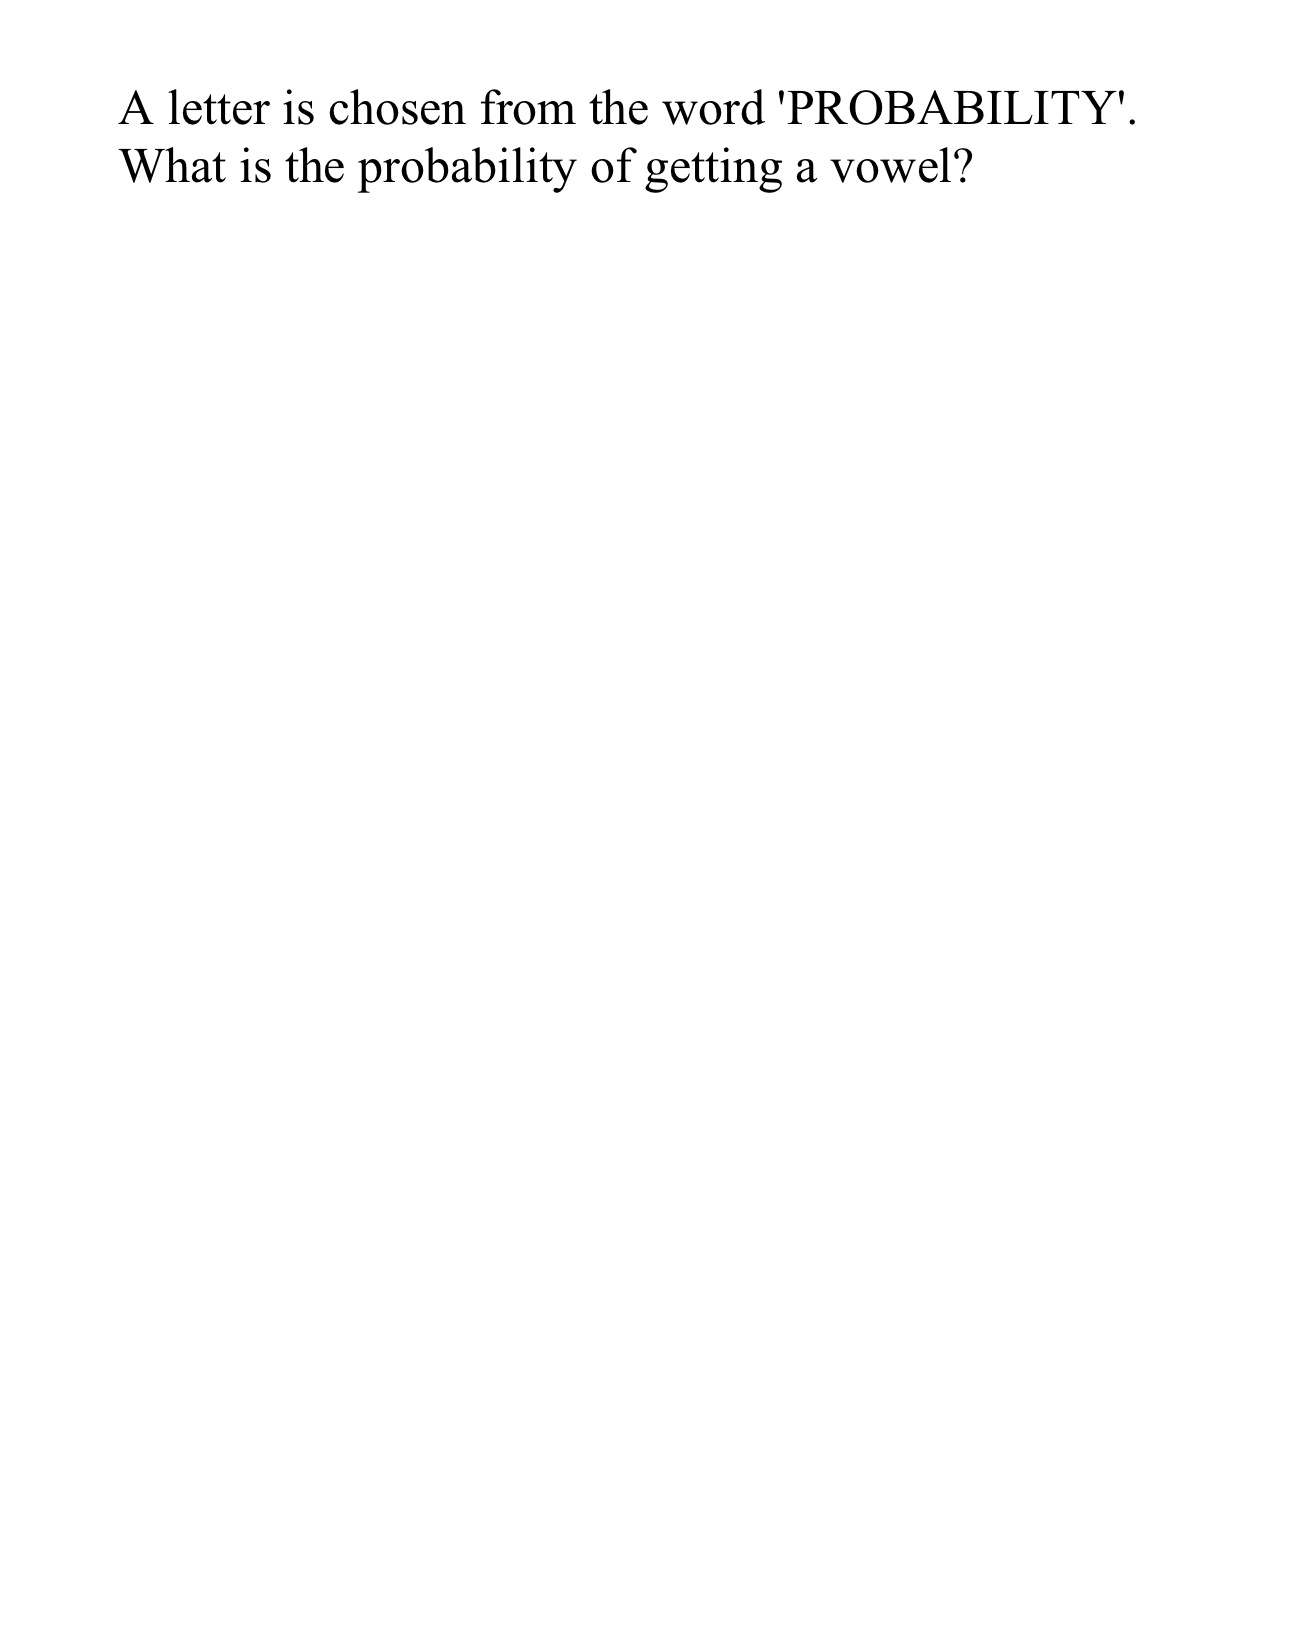 A letter is chosen from the word 'PROBABILITY'.
What is the probability of getting a vowel?